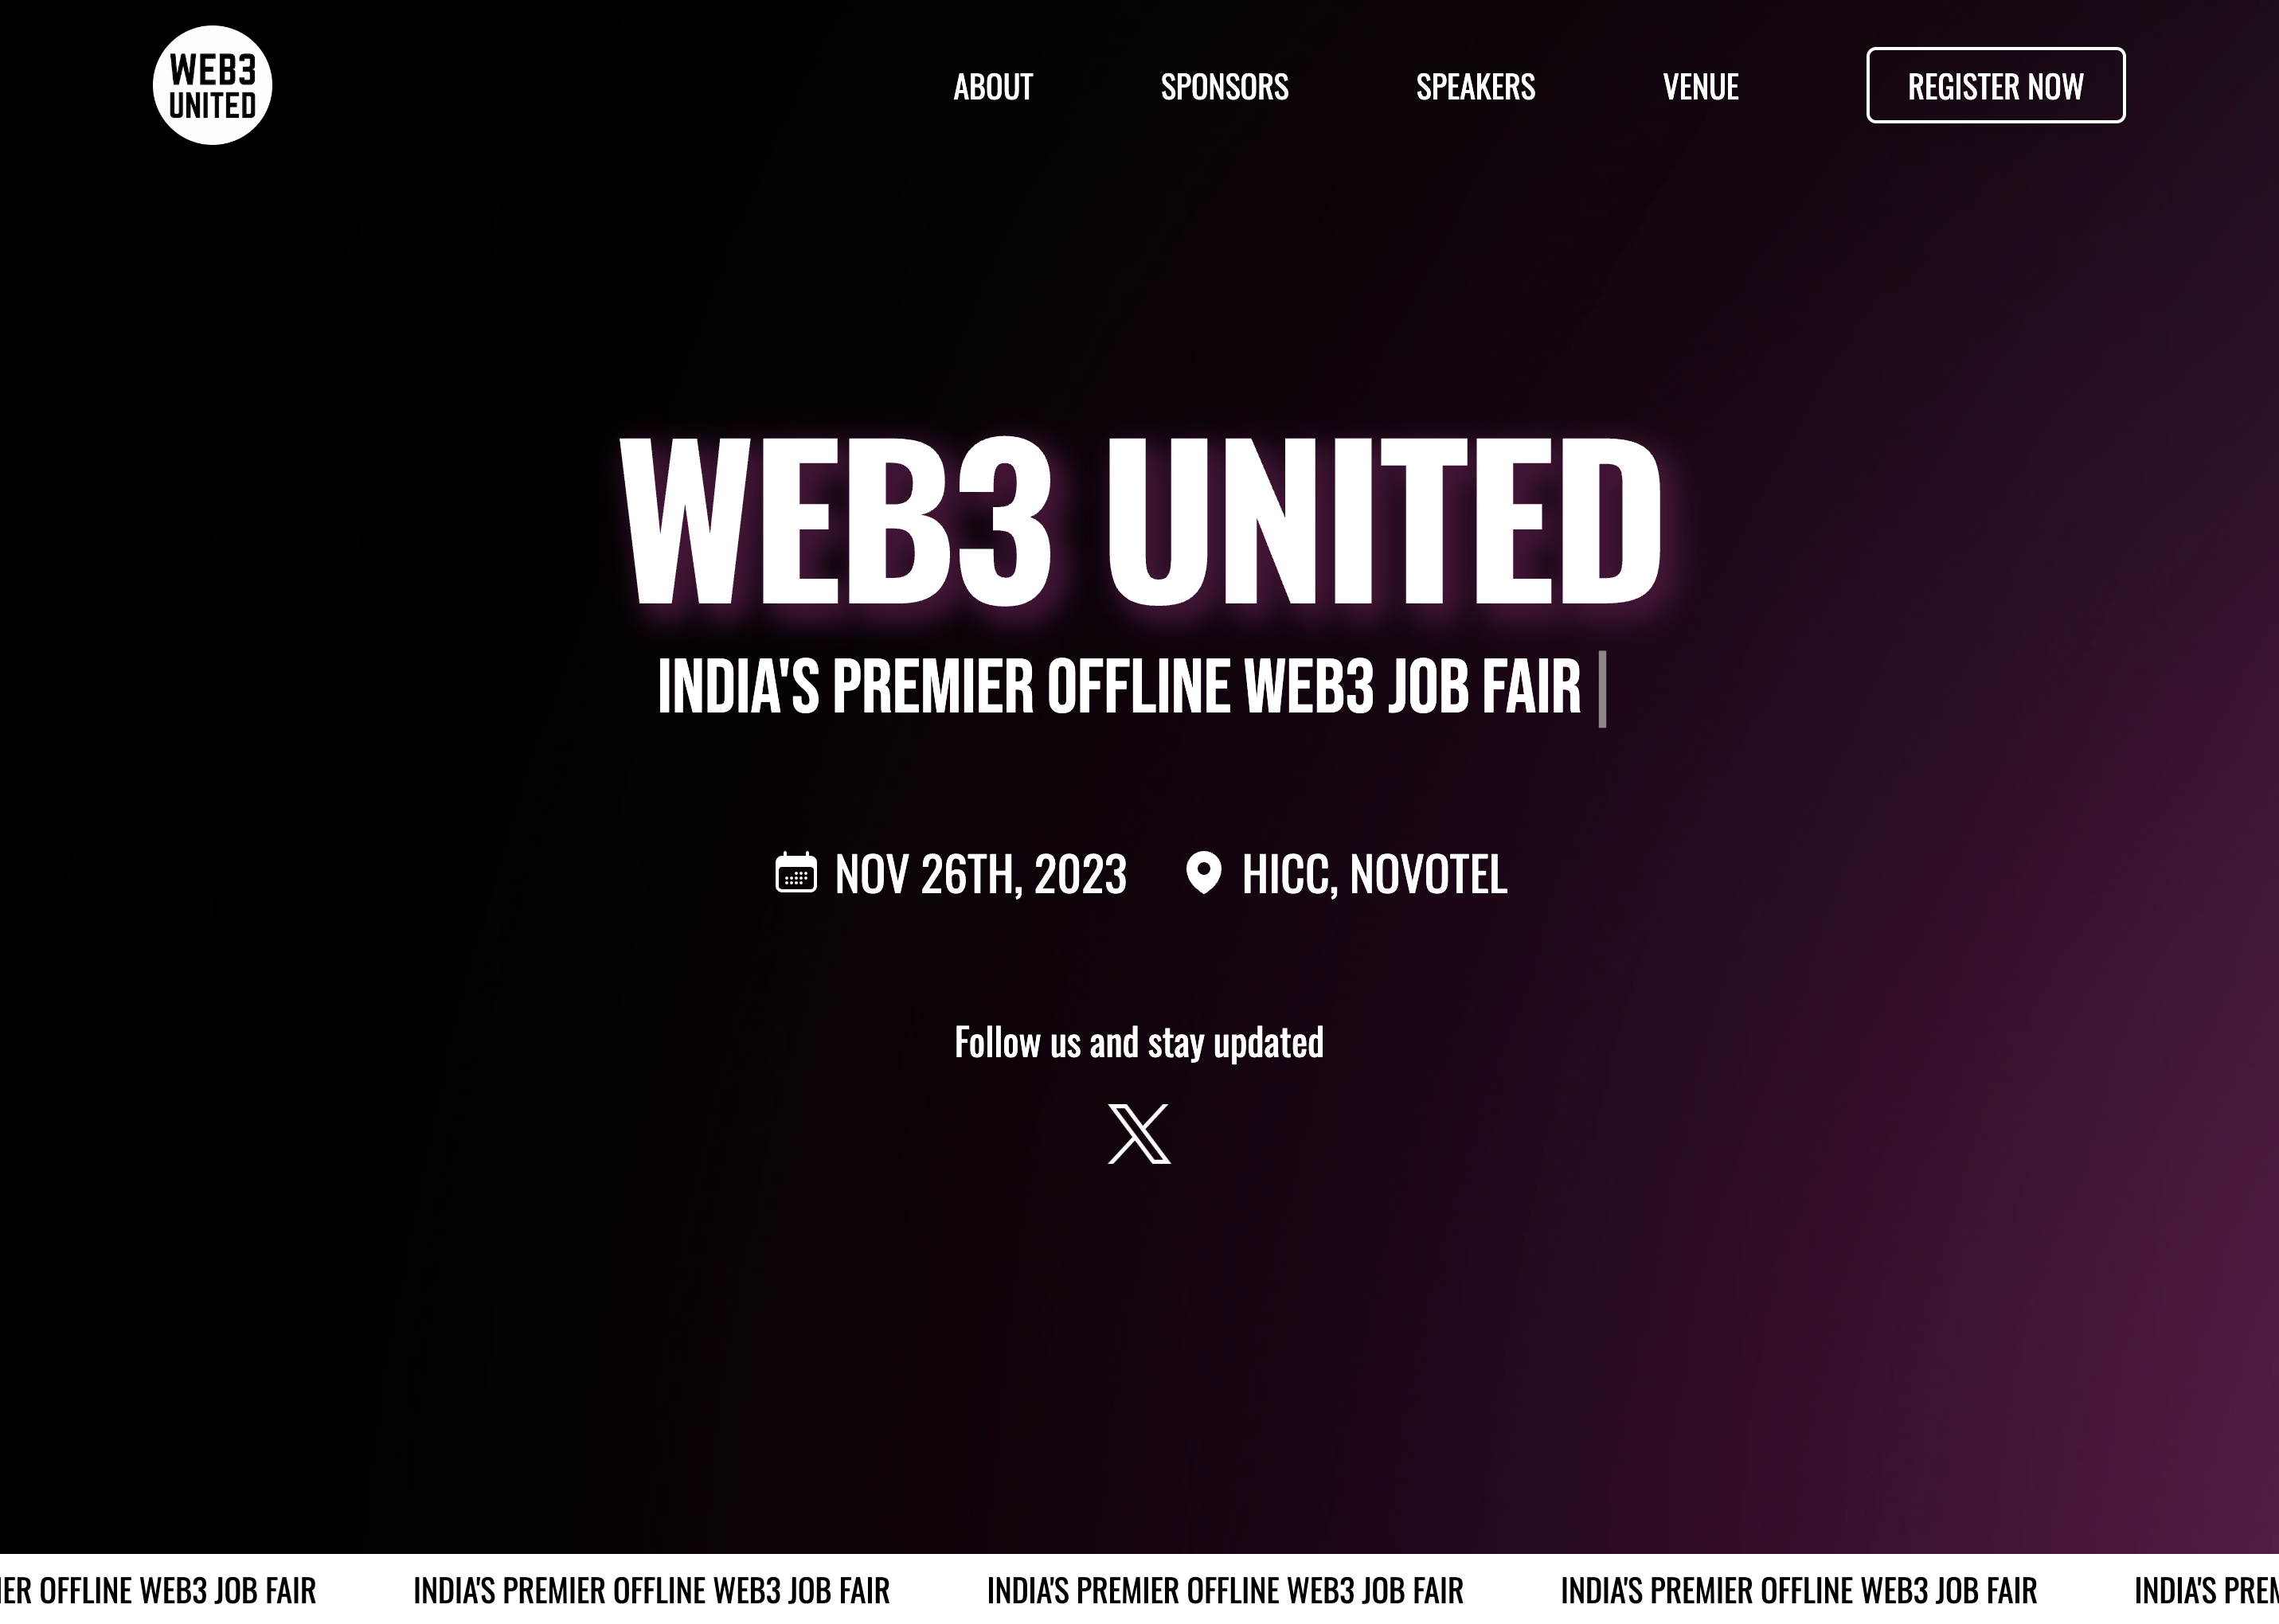 WEB3
UNITED
ABOUT SPONSORS SPEAKERS VENUE REGISTER NOW
WEB3 UNITED
INDIA'S PREMIER OFFLINE WEB3 JOB FAIR
NOV 26TH, 2023 HICC, NOVOTEL
Follow us and stay updated
OFFLINE WEB3 JOB FAIR INDIA'S PREMIER OFFLINE WEB3 JOB FAIR INDIA'S PREMIER OFFLINE WEB3 JOB FAIR INDIA'S PREMIER OFFLINE WEB3 JOB FAIR INDIA'S